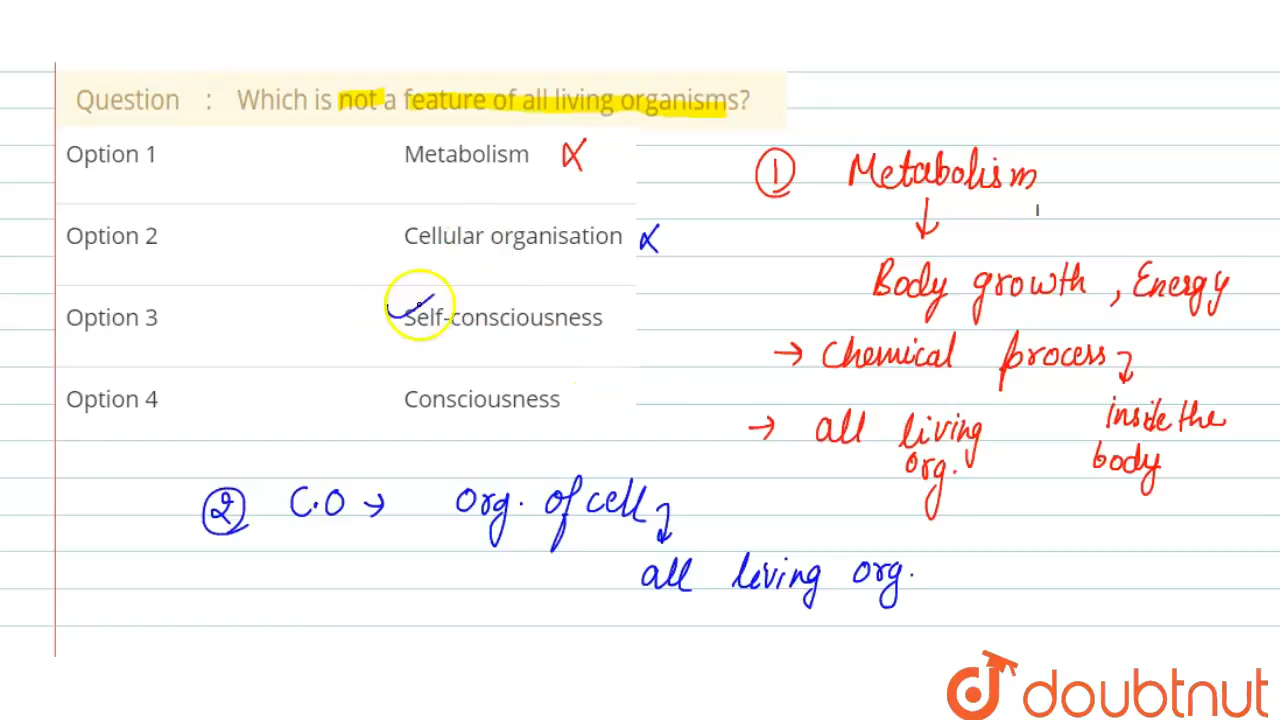 Question : Which is not a feature of all living organisms?
Option 1 Metabolism
Option 2 Cellular organisation
Option 3 Self-consciousness
Option 4 Consciousness
① Metabolism
↓
Body growth , Energy
→ Chemical process
→ all living org.
inside the body
② C.O → org. of cell
all living org.
doubtnut